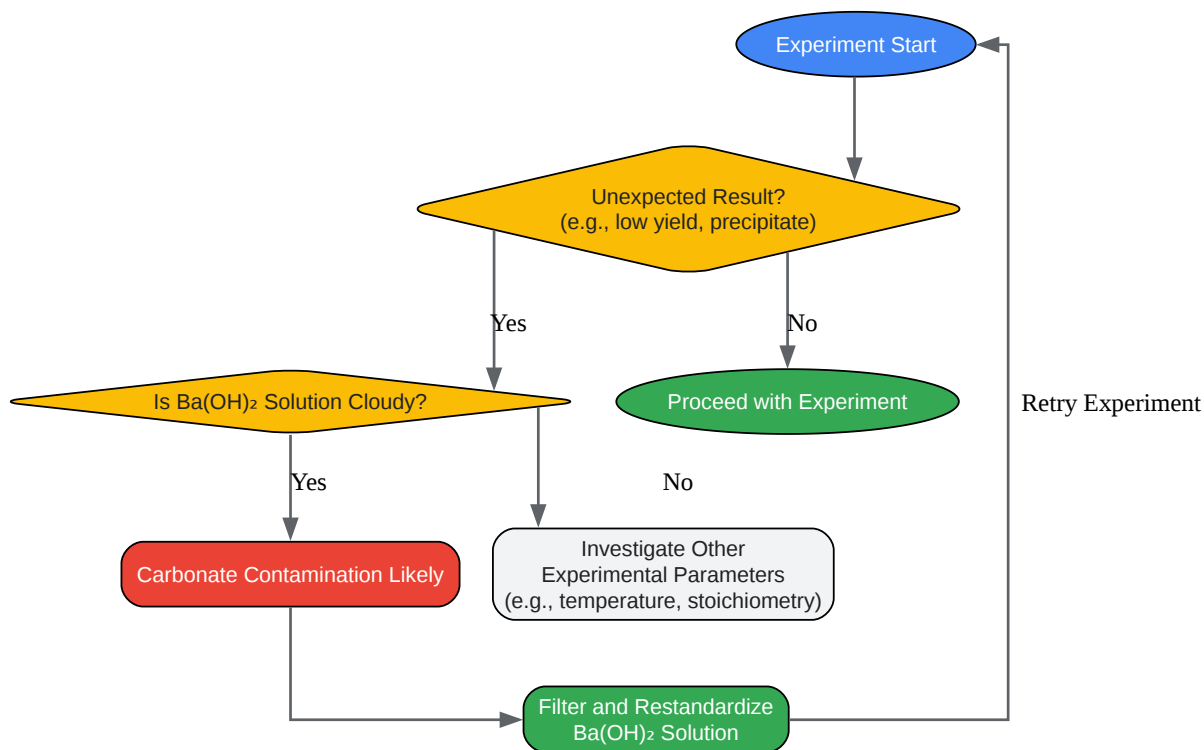 Experiment Start
Unexpected Result?
(e.g., low yield, precipitate)
Yes
No
Is Ba(OH)₂ Solution Cloudy?
Proceed with Experiment
Retry Experiment
Yes
No
Carbonate Contamination Likely
Investigate Other
Experimental Parameters
(e.g., temperature, stoichiometry)
Filter and Restandardize
Ba(OH)₂ Solution